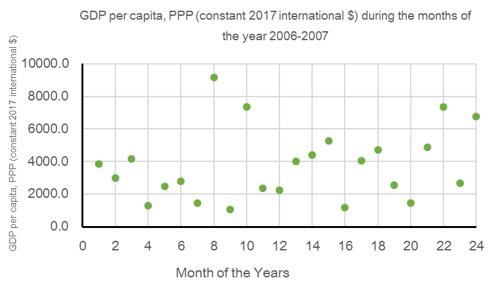 GDP per capita, PPP (constant 2017 international $) during the months of
the year 2006-2007
GDP per capita, PPP (constant 2017 international $)
10000.0
8000.0
6000.0
4000.0
2000.0
0.0
0 2 4 6 8 10 12 14 16 18 20 22 24
Month of the Years